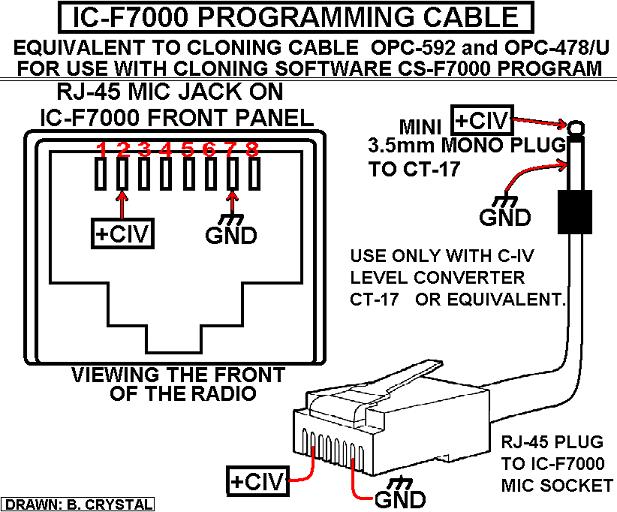 IC-F7000 PROGRAMMING CABLE
EQUIVALENT TO CLONING CABLE OPC-592 and OPC-478/U
FOR USE WITH CLONING SOFTWARE CS-F7000 PROGRAM
RJ-45 MIC JACK ON
IC-F7000 FRONT PANEL
1 2 3 4 5 6 7 8
+CIV
GND
VIEWING THE FRONT
OF THE RADIO
+CIV
MINI
3.5mm MONO PLUG
TO CT-17
GND
USE ONLY WITH C-IV
LEVEL CONVERTER
CT-17 OR EQUIVALENT.
RJ-45 PLUG
TO IC-F7000
MIC SOCKET
+CIV
GND
DRAWN: B. CRYSTAL